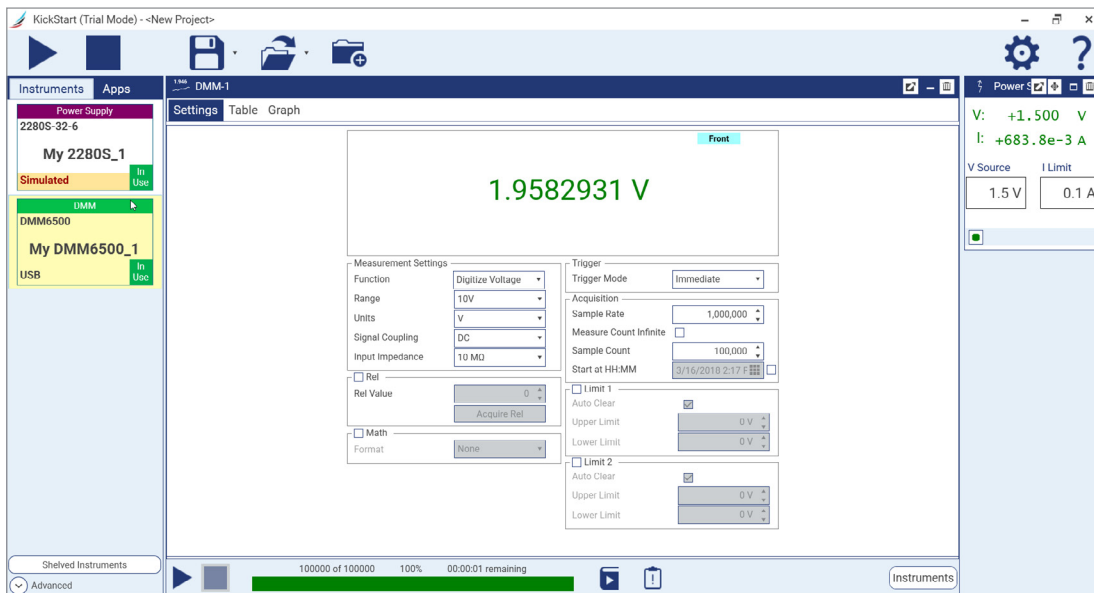 KickStart (Trial Mode) - <New Project>
Instruments Apps
Power Supply
2280S-32-6
My 2280S_1
Simulated
In Use
DMM
DMM6500
My DMM6500_1
USB
In Use
Shelved Instruments
Advanced
1.946 DMM-1
Settings Table Graph
Front
1.9582931 V
Measurement Settings
Function Digitize Voltage
Range 10V
Units V
Signal Coupling DC
Input Impedance 10 MΩ
Rel
Rel Value 0
Acquire Rel
Math
Format None
Trigger
Trigger Mode Immediate
Acquisition
Sample Rate 1,000,000
Measure Count Infinite
Sample Count 100,000
Start at HH:MM 3/16/2018 2:17 F
Limit 1
Auto Clear
Upper Limit 0 V
Lower Limit 0 V
Limit 2
Auto Clear
Upper Limit 0 V
Lower Limit 0 V
100000 of 100000 100% 00:00:01 remaining
Instruments
?
Power S
V: +1.500 V
I: +683.8e-3 A
V Source I Limit
1.5 V 0.1 A